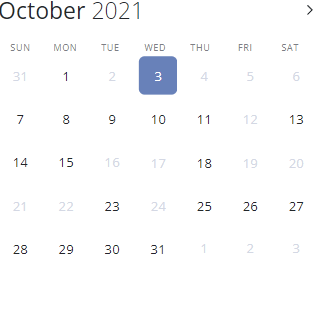 October 2021
SUN MON TUE WED THU FRI SAT
31 1 2 3 4 5 6
7 8 9 10 11 12 13
14 15 16 17 18 19 20
21 22 23 24 25 26 27
28 29 30 31 1 2 3